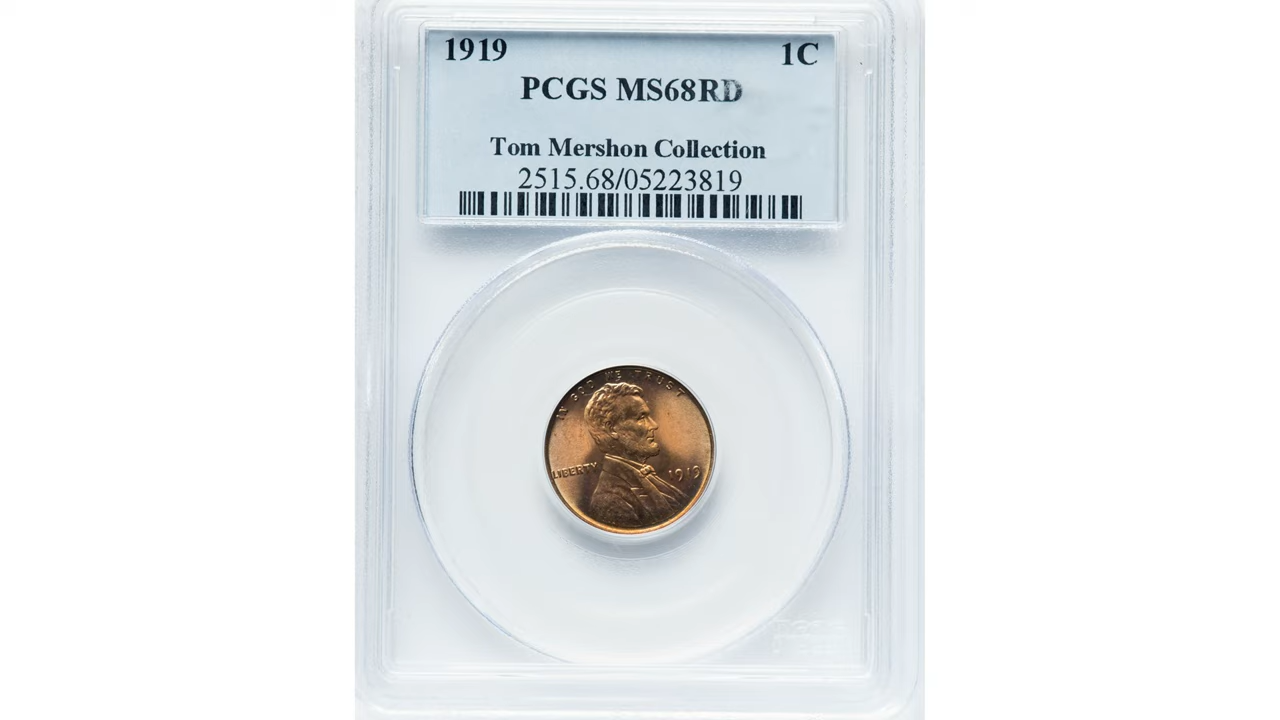 1919 1C
PCGS MS68RD
Tom Mershon Collection
2515.68/05223819
IN GOD WE TRUST
LIBERTY 1919